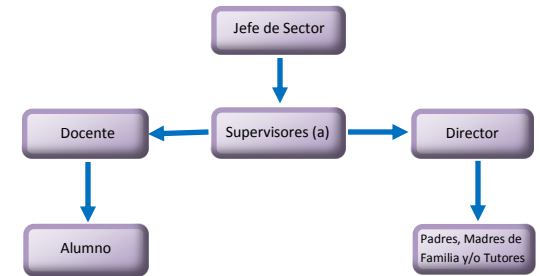 Jefe de Sector
Docente
Supervisores (a)
Director
Alumno
Padres, Madres de
Familia y/o Tutores